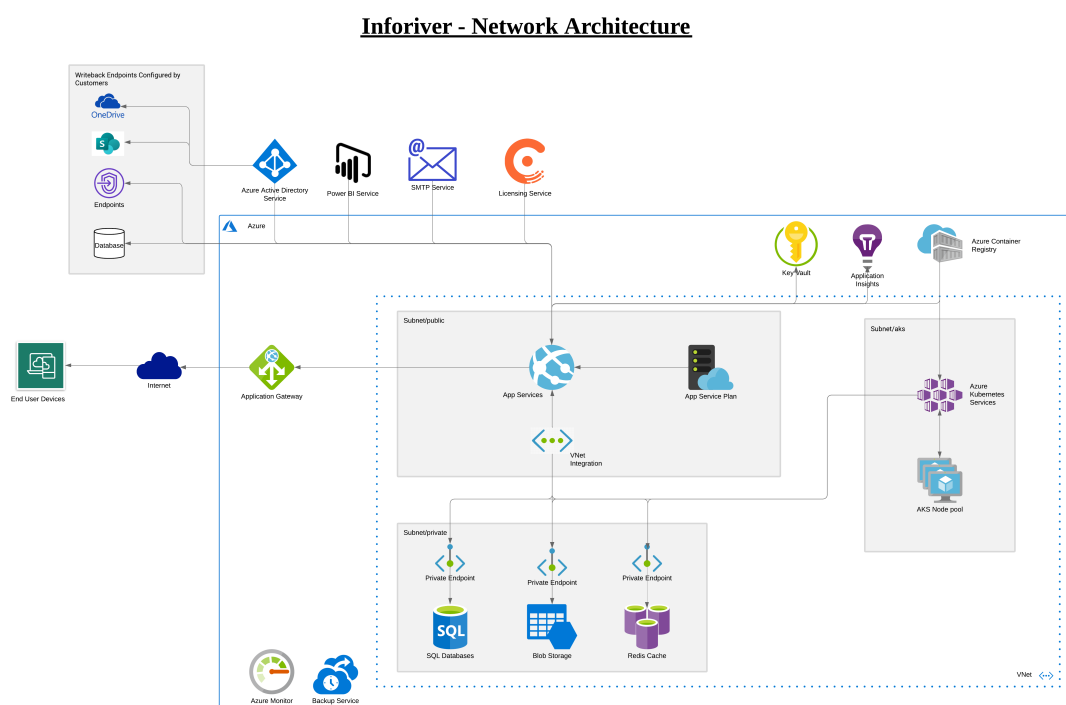 Inforiver - Network Architecture
Writeback Endpoints Configured by
Customers
OneDrive
S
Endpoints
Database
Azure Active Directory
Service
Power BI Service
@
SMTP Service
Licensing Service
Azure
Key Vault
Application
Insights
Azure Container
Registry
Subnet/public
Subnet/aks
End User Devices
Internet
Application Gateway
App Services
App Service Plan
Azure
Kubernetes
Services
VNet
Integration
AKS Node pool
Subnet/private
Private Endpoint
Private Endpoint
Private Endpoint
SQL
SQL Databases
Blob Storage
Redis Cache
VNet
Azure Monitor
Backup Service